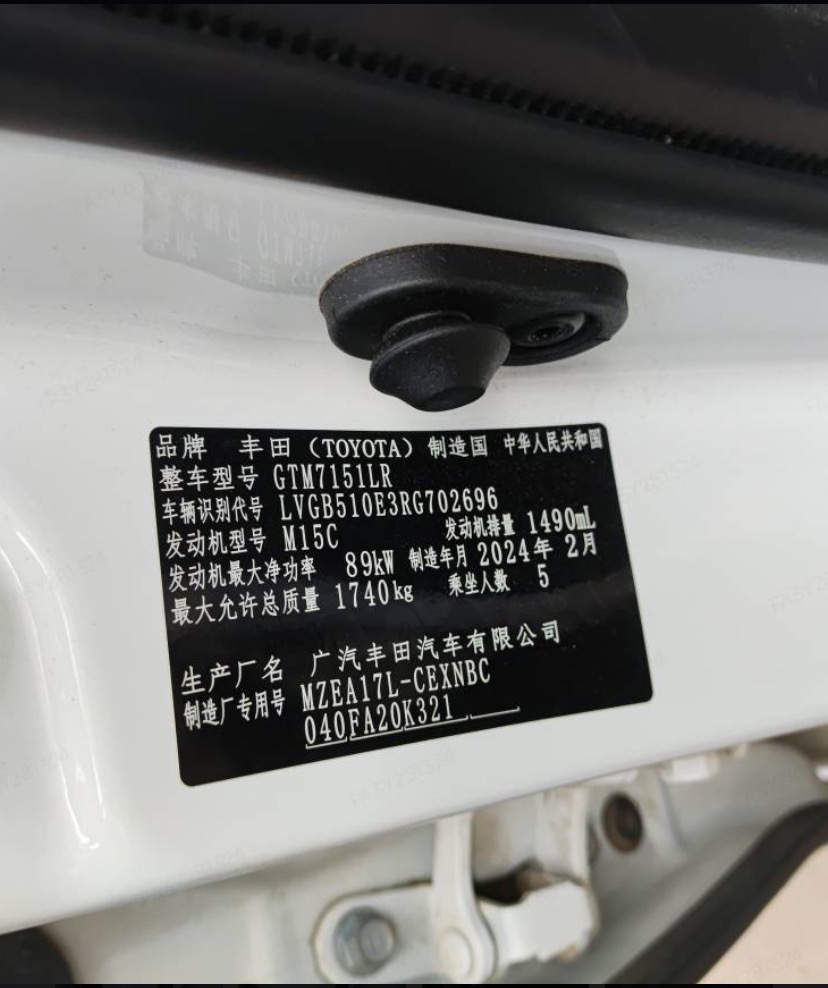 品牌 丰田（TOYOTA）制造国 中华人民共和国
整车型号 GTM7151LR
车辆识别代号 LVGB510E3RG702696
发动机型号 M15C 发动机排量 1490mL
发动机最大净功率 89kW 制造年月 2024年 2月
最大允许总质量 1740kg 乘坐人数 5
生产厂名 广汽丰田汽车有限公司
制造厂专用号 MZEA17L-CEXNBC
040FA20K321